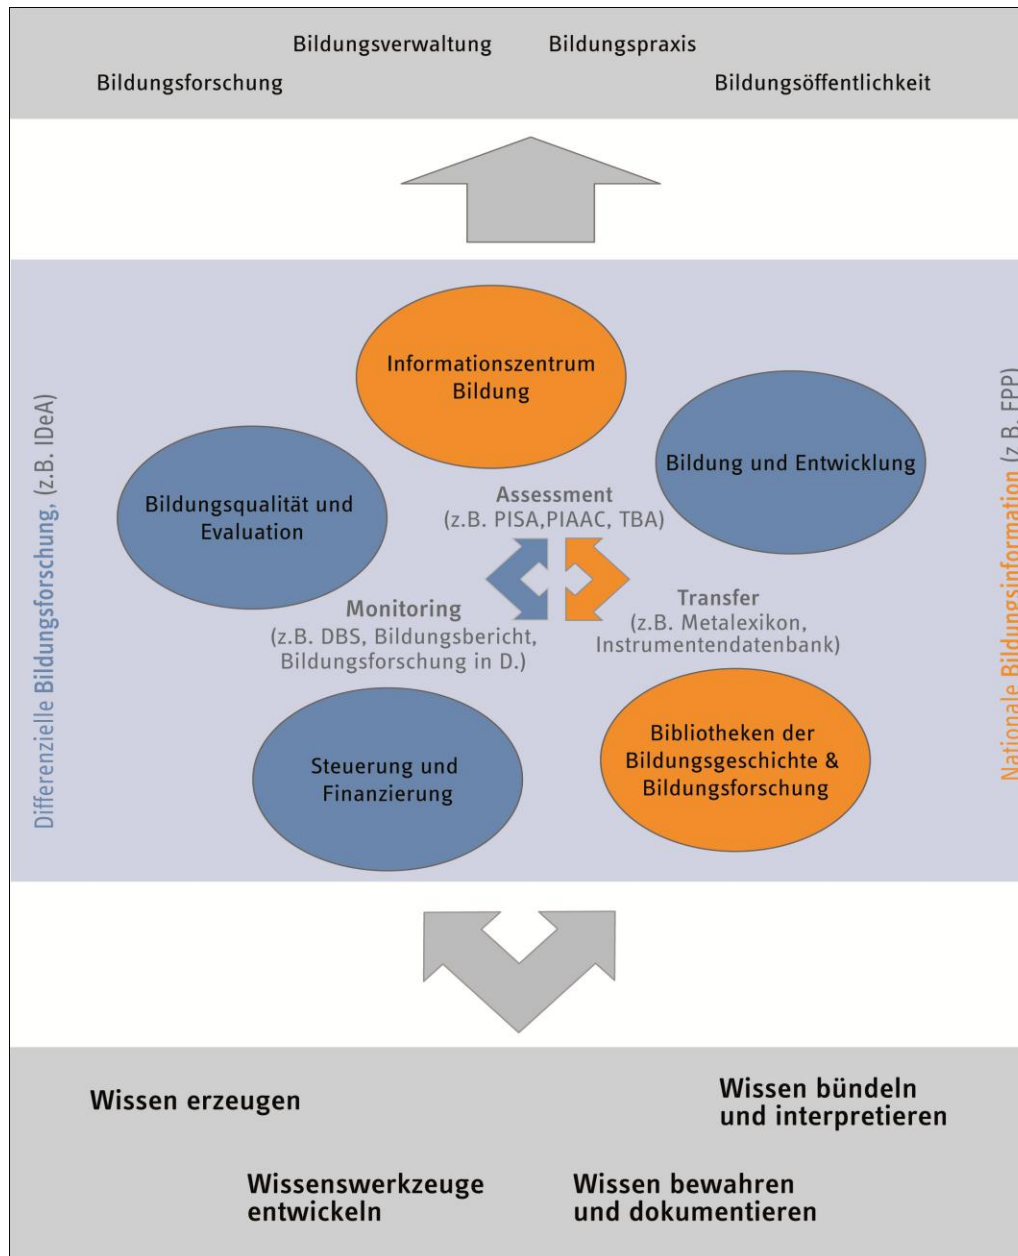 Bildungsverwaltung
Bildungspraxis
Bildungsforschung
Bildungsöffentlichkeit
Informationszentrum
Bildung
Bildung und Entwicklung
Bildungsqualität und
Evaluation
Assessment
(z.B. PISA,PIAAC, TBA)
Monitoring
(z.B. DBS, Bildungsbericht,
Bildungsforschung in D.)
Transfer
(z.B. Metalexikon,
Instrumentendatenbank)
Steuerung und
Finanzierung
Bibliotheken der
Bildungsgeschichte &
Bildungsforschung
Differenzielle Bildungsforschung, (z.B. IDeA)
Nationale Bildungsinformation (z.B. FPP)
Wissen erzeugen
Wissen bündeln
und interpretieren
Wissenswerkzeuge
entwickeln
Wissen bewahren
und dokumentieren